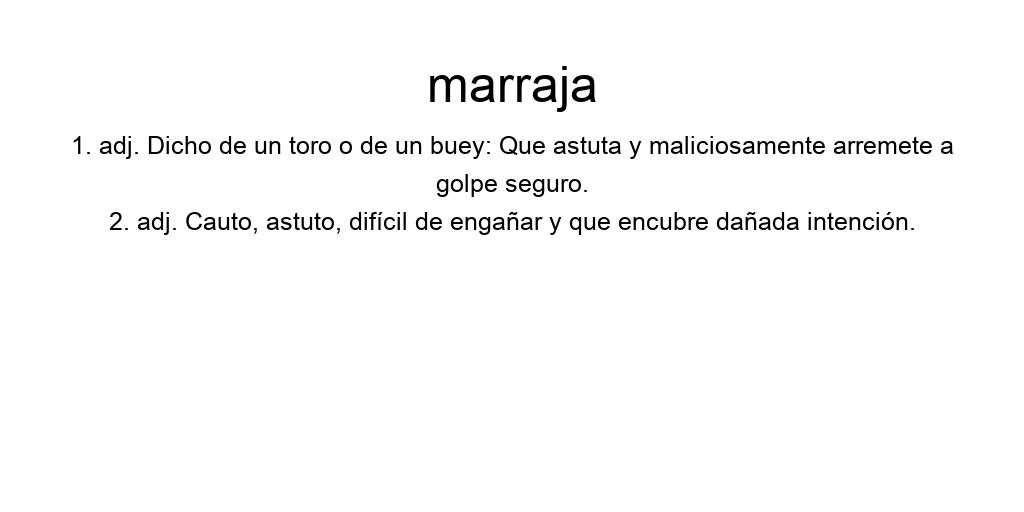 marraja
1. adj. Dicho de un toro o de un buey: Que astuta y maliciosamente arremete a
golpe seguro.
2. adj. Cauto, astuto, difícil de engañar y que encubre dañada intención.